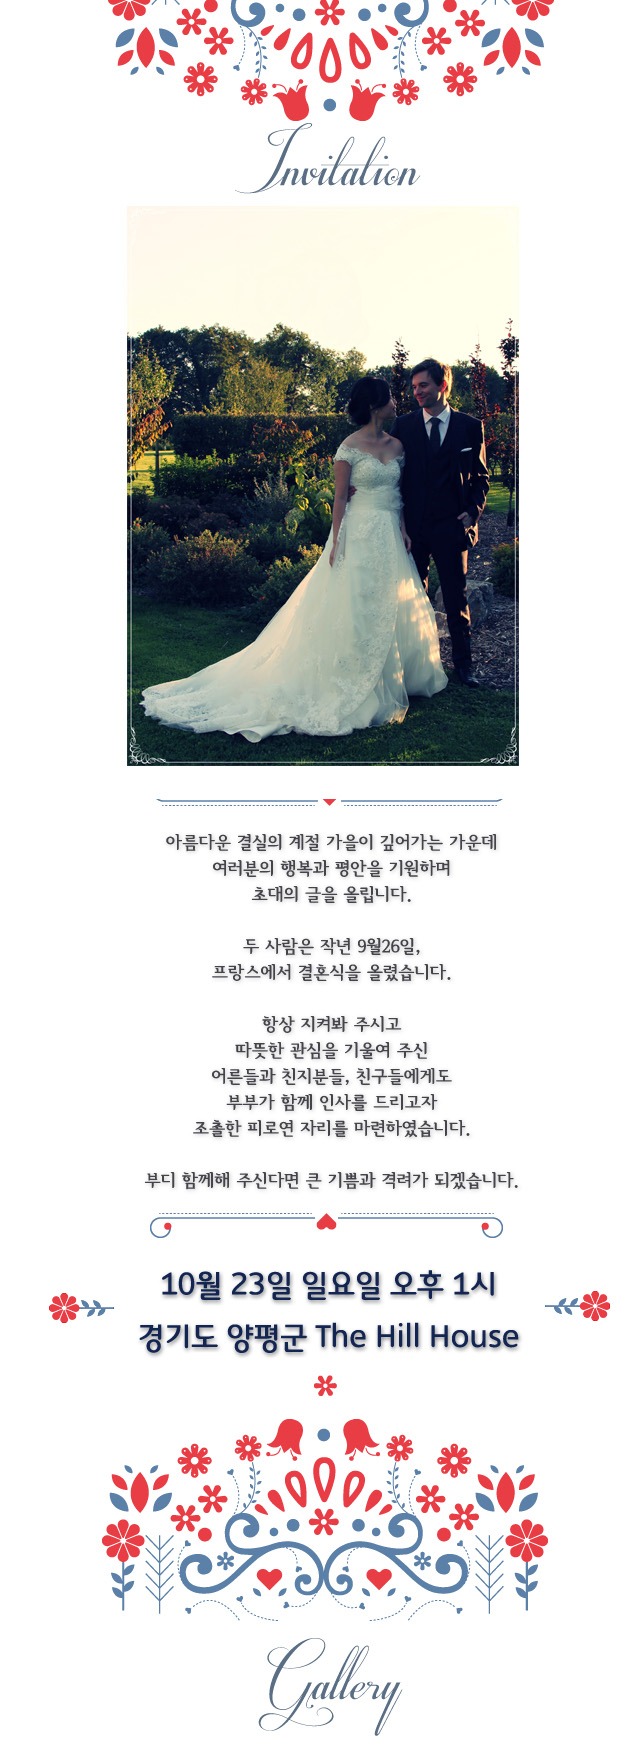 Invitation
아름다운 결실의 계절 가을이 깊어가는 가운데
여러분의 행복과 평안을 기원하며
초대의 글을 올립니다.
두 사람은 작년 9월26일,
프랑스에서 결혼식을 올렸습니다.
항상 지켜봐 주시고
따뜻한 관심을 기울여 주신
어른들과 친지분들, 친구들에게도
부부가 함께 인사를 드리고자
조촐한 피로연 자리를 마련하였습니다.
부디 함께해 주신다면 큰 기쁨과 격려가 되겠습니다.
10월 23일 일요일 오후 1시
경기도 양평군 The Hill House
Gallery